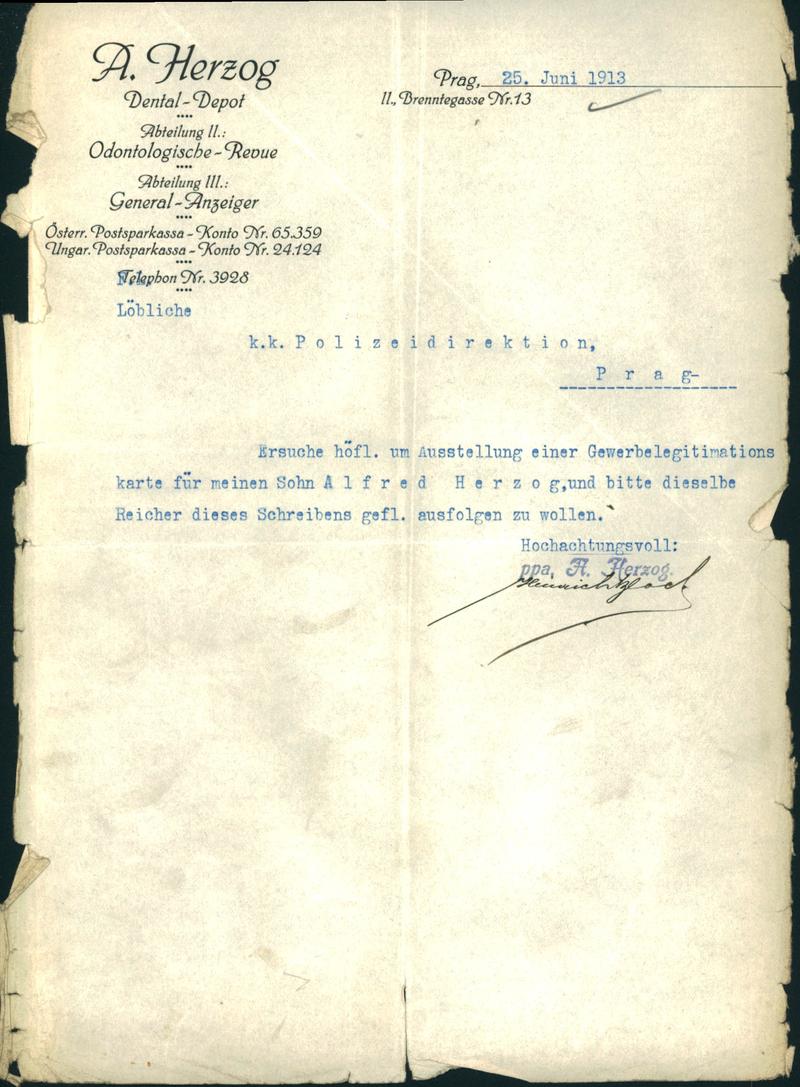 A. Herzog
Dental-Depot
Abteilung II.:
Odontologische-Revue
Abteilung III.:
General-Anzeiger
Österr. Postsparkassa - Konto Nr. 65.359
Ungar. Postsparkassa - Konto Nr. 24.124
Telephon Nr. 3928
Prag, 25. Juni 1913
II., Brenntegasse Nr. 13
Löbliche
k.k. Polizeidirektion,
Prag-
Ersuche höfl. um Ausstellung einer Gewerbelegitimations
karte für meinen Sohn Alfred Herzog,und bitte dieselbe
Reicher dieses Schreibens gefl. ausfolgen zu wollen.
Hochachtungsvoll:
ppa, A. Herzog.
Heinrich Bloch